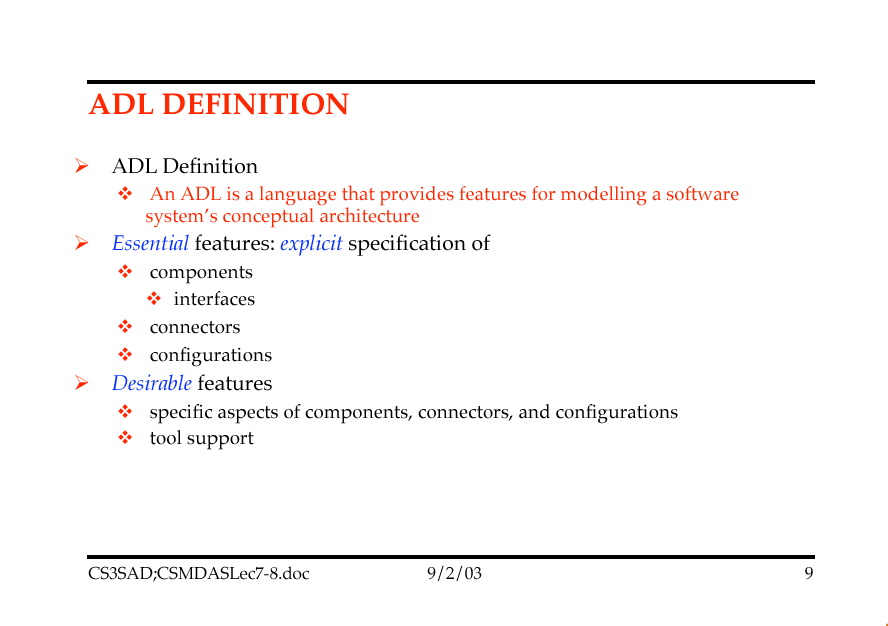 ADL DEFINITION
ADL Definition
An ADL is a language that provides features for modelling a software
system's conceptual architecture
Essential features: explicit specification of
components
interfaces
connectors
configurations
Desirable features
specific aspects of components, connectors, and configurations
tool support
CS3SAD;CSMDASLec7-8.doc 9/2/03 9